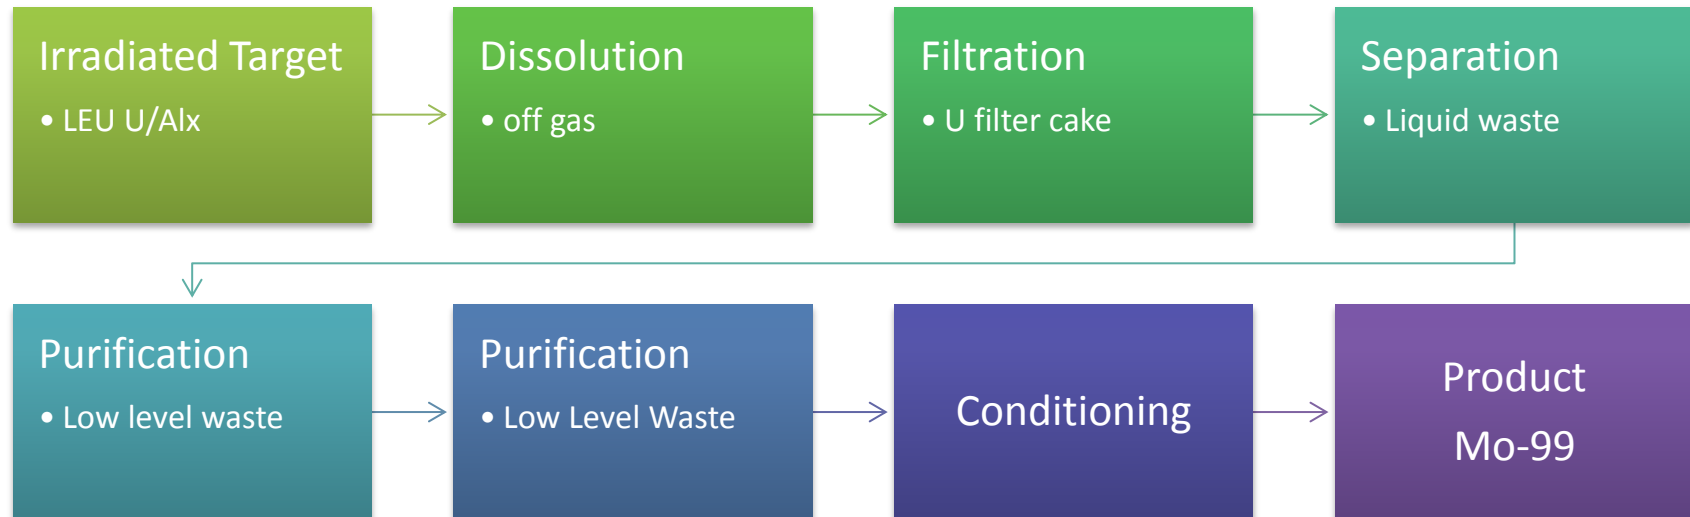 Irradiated Target
• LEU U/Alx
Dissolution
• off gas
Filtration
• U filter cake
Separation
• Liquid waste
Purification
• Low level waste
Purification
• Low Level Waste
Conditioning
Product
Mo-99